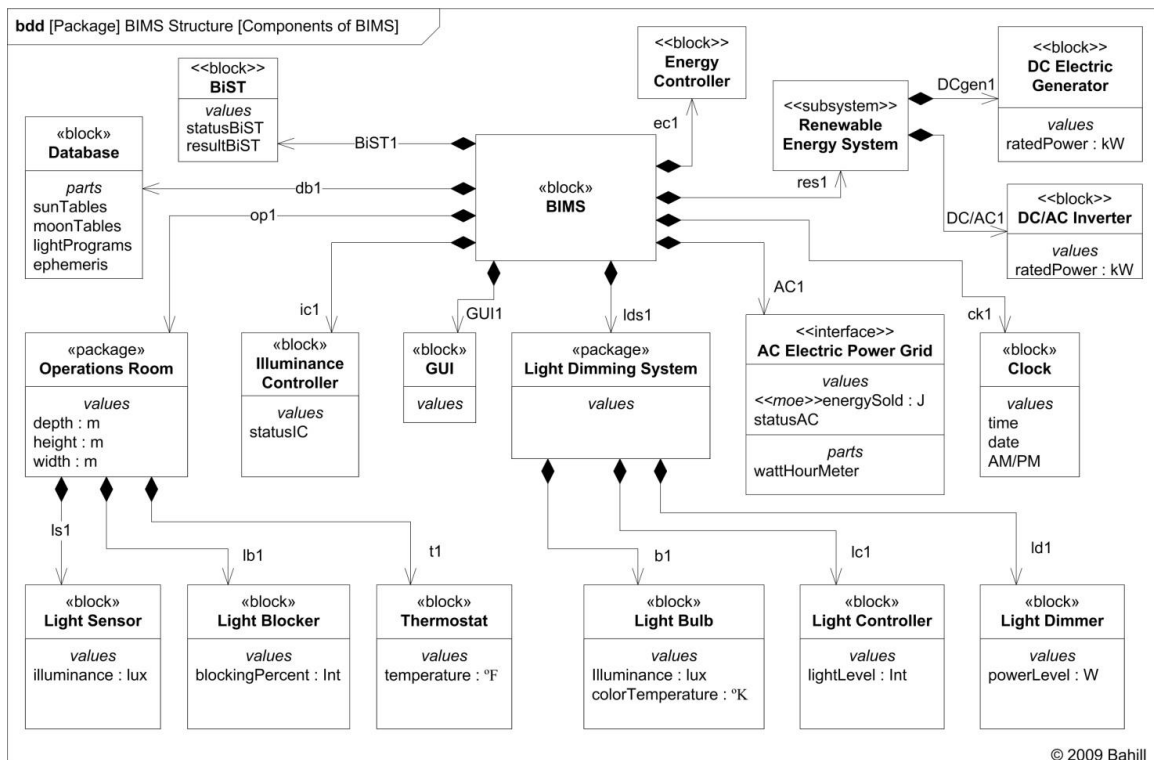 bdd [Package] BIMS Structure [Components of BIMS]
<<block>>
BiST
values
statusBiST
resultBiST
<<block>>
Energy
Controller
<<subsystem>>
Renewable
Energy System
DCgen1
<<block>>
DC Electric
Generator
values
ratedPower : kW
«block»
Database
parts
sunTables
moonTables
lightPrograms
ephemeris
BiST1
db1
op1
«block»
BIMS
ec1
res1
DC/AC1
<<block>>
DC/AC Inverter
values
ratedPower : kW
ic1
GUI1
lds1
AC1
ck1
<<package>>
Operations Room
values
depth : m
height : m
width : m
«block»
Illuminance
Controller
statusIC
«block»
GUI
values
<<package>>
Light Dimming System
values
<<interface>>
AC Electric Power Grid
values
<<moe>>energySold : J
statusAC
parts
wattHourMeter
«block»
Clock
values
time
date
AM/PM
ls1
lb1
t1
b1
lc1
ld1
«block»
Light Sensor
values
illuminance : lux
«block»
Light Blocker
values
blockingPercent : Int
«block»
Thermostat
values
temperature : ºF
«block»
Light Bulb
values
Illuminance : lux
colorTemperature : ºK
«block»
Light Controller
values
lightLevel : Int
«block»
Light Dimmer
values
powerLevel : W
© 2009 Bahill